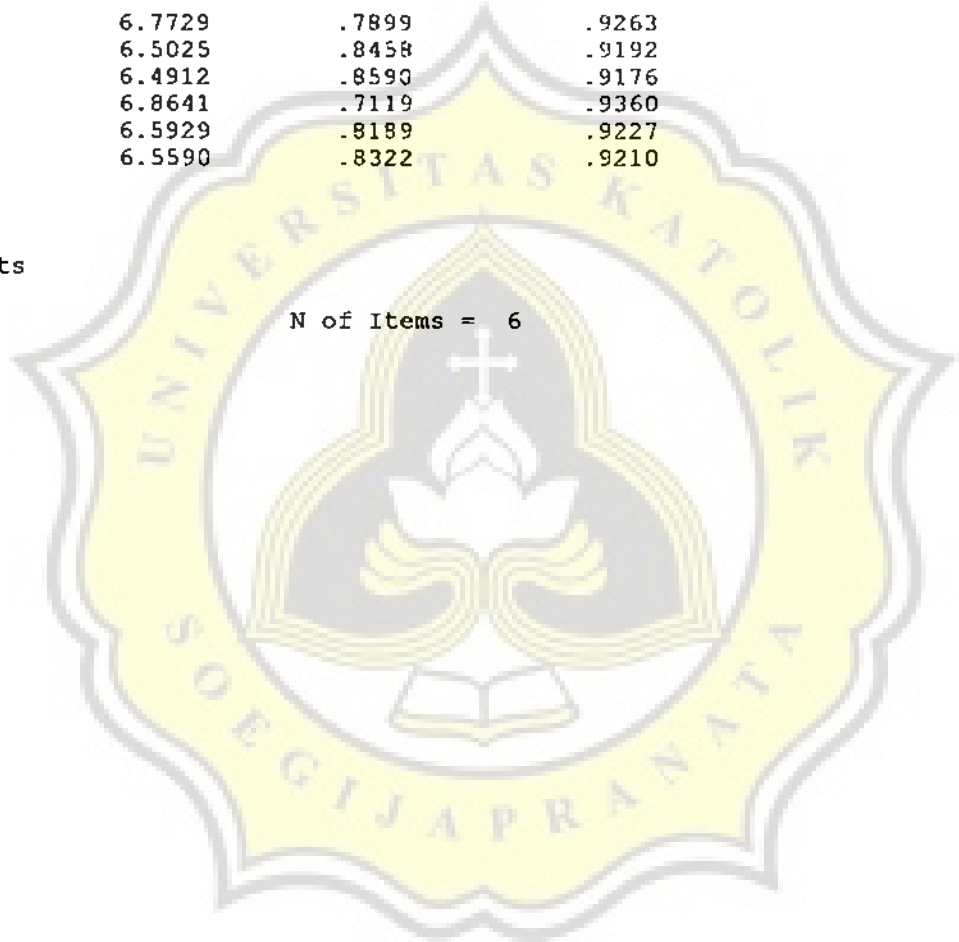 6.7729 .7899 .9263
6.5025 .8458 .9192
6.4912 .8590 .9176
6.8641 .7119 .9360
6.5929 .8189 .9227
6.5590 .8322 .9210
ts
N of Items = 6
UNIVERSITAS KATOLIK
SOEGIJAPRANATA